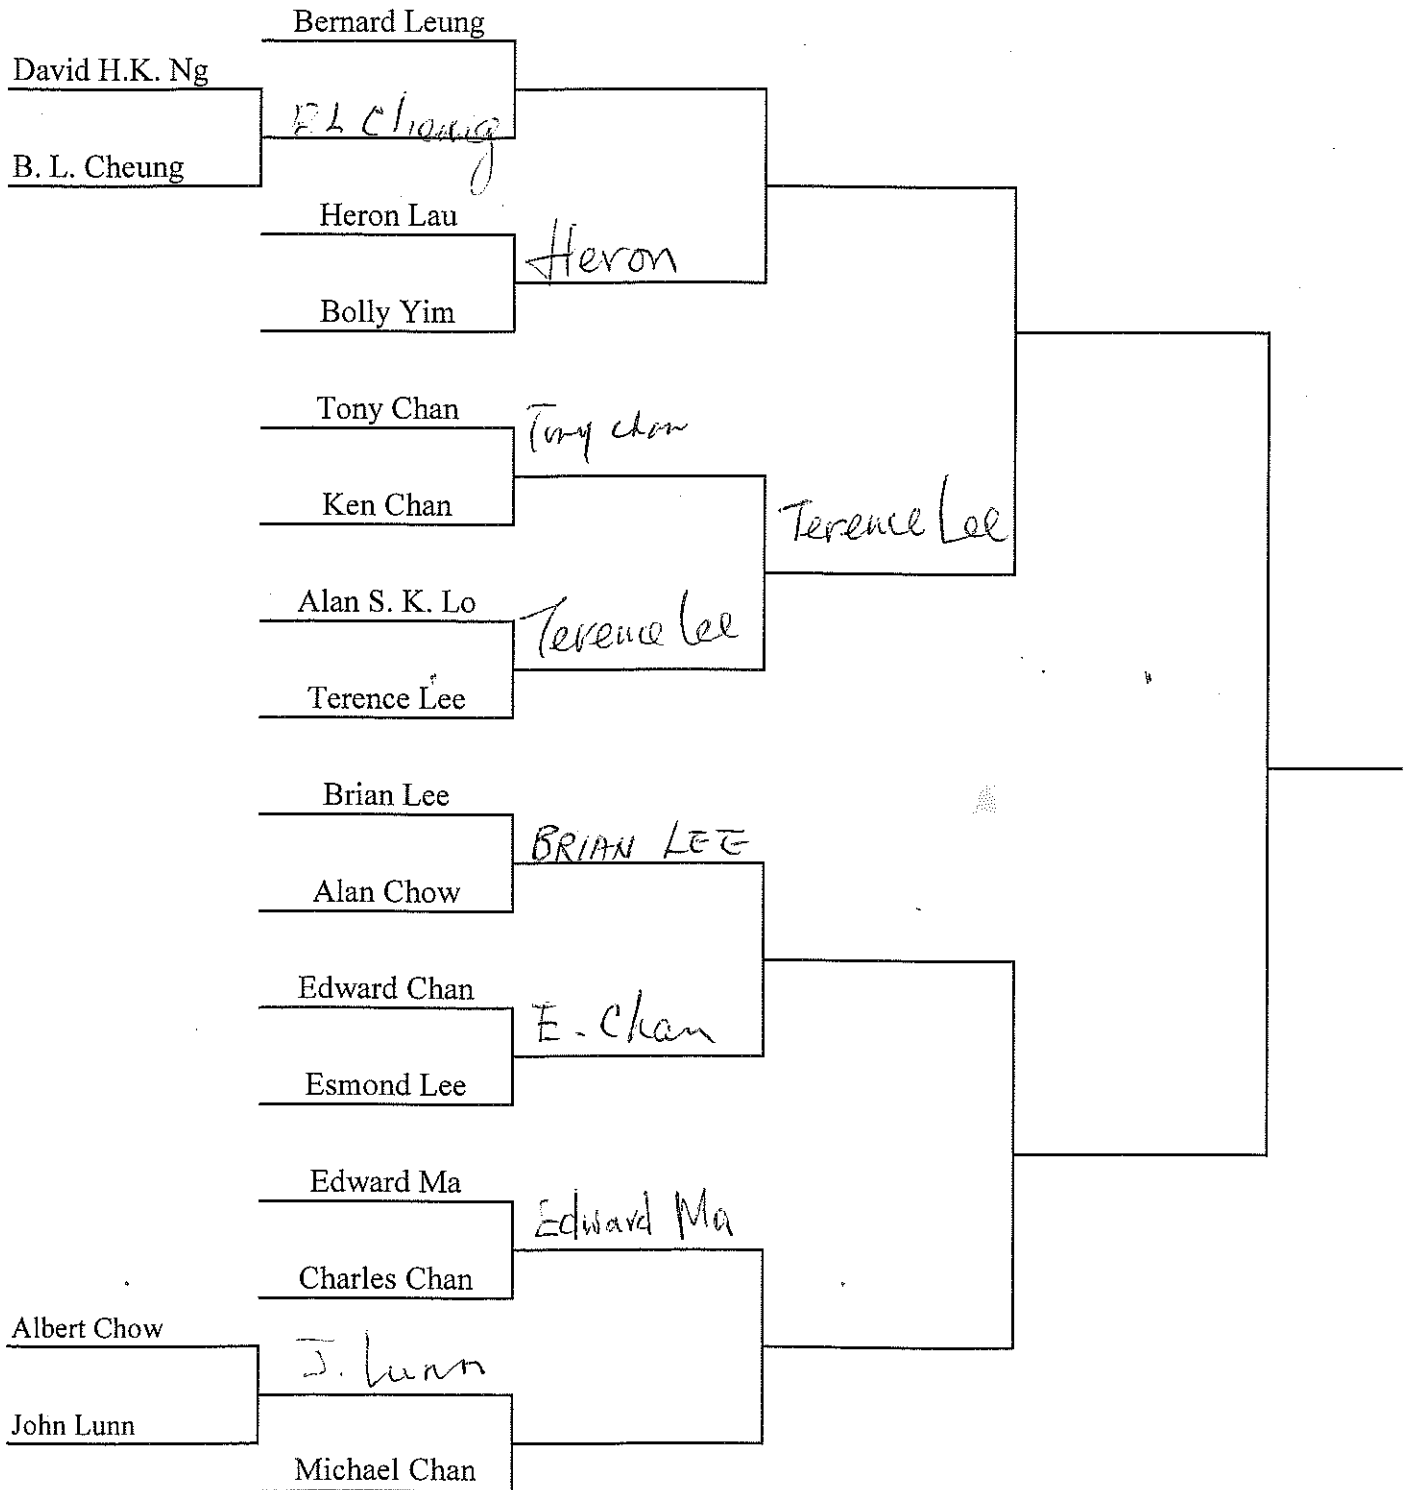 Bernard Leung
David H.K. Ng
BL Cheung
B. L. Cheung
Heron Lau
Heron
Bolly Yim
Tony Chan
Tony chan
Ken Chan
Terence Lee
Alan S. K. Lo
Terence Lee
Terence Lee
Brian Lee
BRIAN LEE
Alan Chow
Edward Chan
E. Chan
Esmond Lee
Edward Ma
Edward Ma
Charles Chan
Albert Chow
J. Lunn
John Lunn
Michael Chan